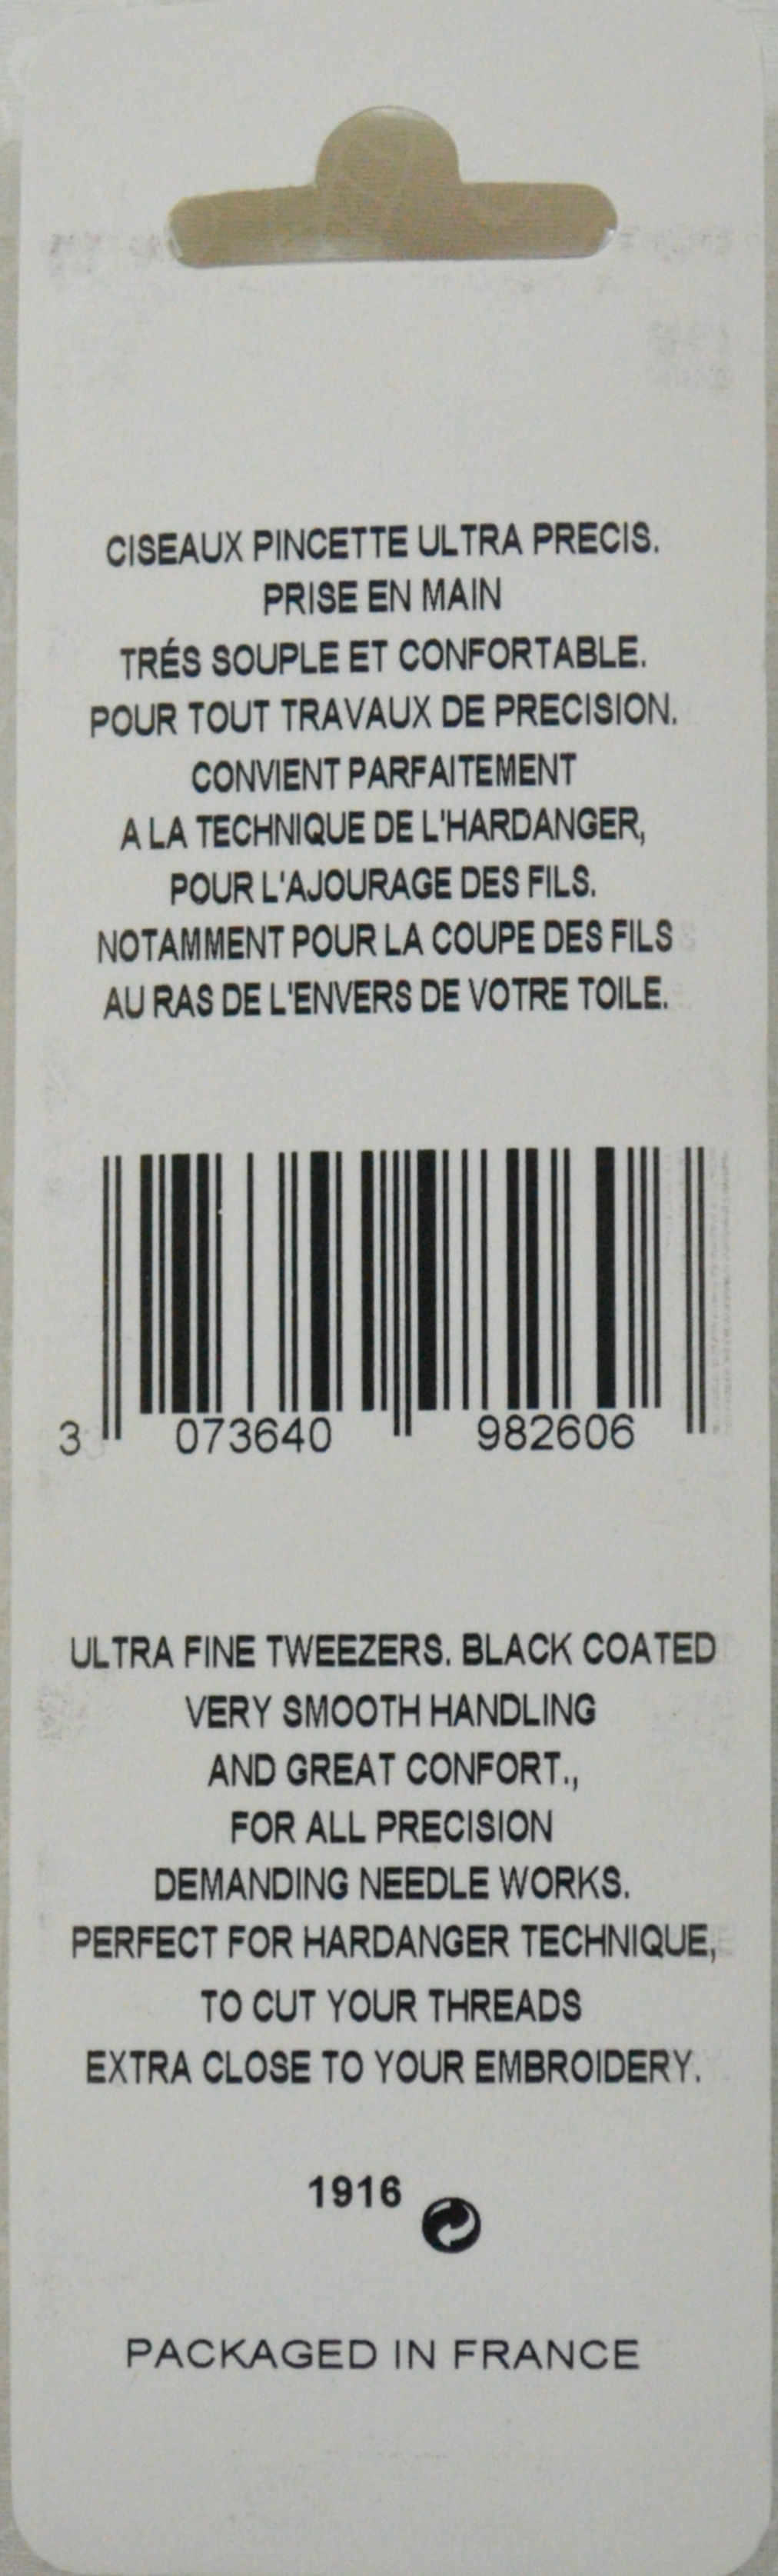 CISEAUX PINCETTE ULTRA PRECIS.
PRISE EN MAIN
TRÉS SOUPLE ET CONFORTABLE.
POUR TOUT TRAVAUX DE PRECISION.
CONVIENT PARFAITEMENT
A LA TECHNIQUE DE L'HARDANGER,
POUR L'AJOURAGE DES FILS.
NOTAMMENT POUR LA COUPE DES FILS
AU RAS DE L'ENVERS DE VOTRE TOILE.
3 073640 982606
ULTRA FINE TWEEZERS. BLACK COATED
VERY SMOOTH HANDLING
AND GREAT CONFORT.,
FOR ALL PRECISION
DEMANDING NEEDLE WORKS.
PERFECT FOR HARDANGER TECHNIQUE,
TO CUT YOUR THREADS
EXTRA CLOSE TO YOUR EMBROIDERY.
1916
PACKAGED IN FRANCE